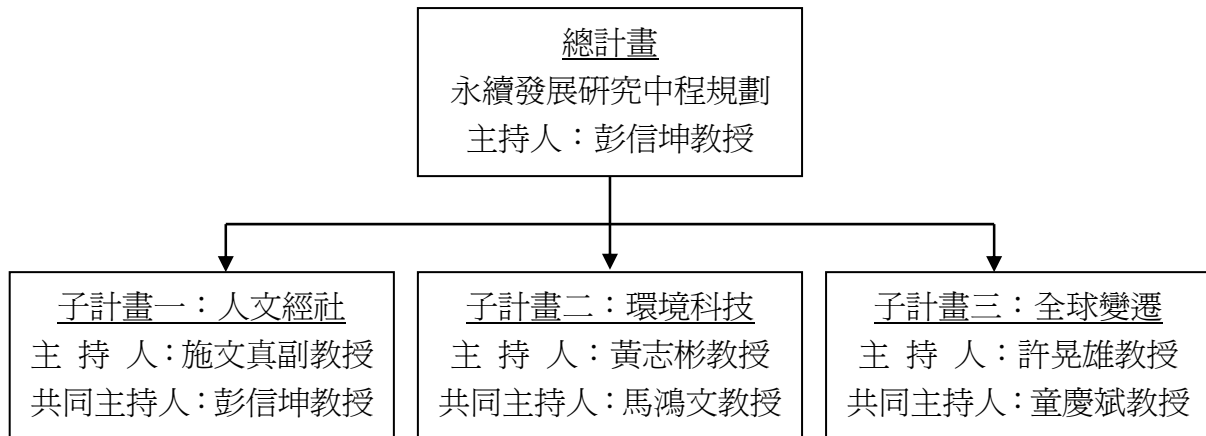 總計畫
永續發展研究中程規劃
主持人：彭信坤教授
子計畫一：人文經社
主 持 人：施文真副教授
共同主持人：彭信坤教授
子計畫二：環境科技
主 持 人：黃志彬教授
共同主持人：馬鴻文教授
子計畫三：全球變遷
主 持 人：許晃雄教授
共同主持人：童慶斌教授